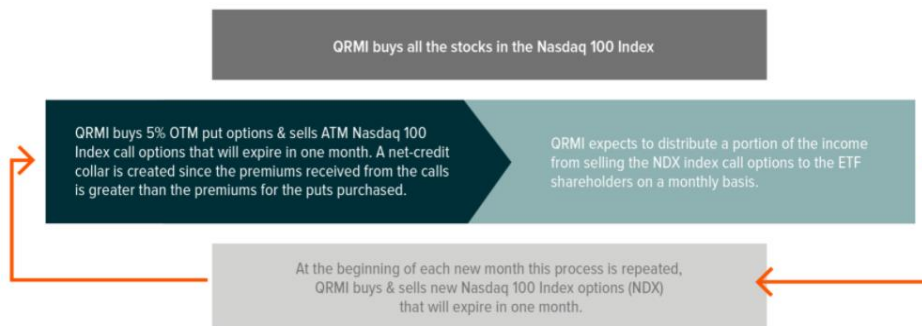 QRMI buys all the stocks in the Nasdaq 100 Index
QRMI buys 5% OTM put options & sells ATM Nasdaq 100
Index call options that will expire in one month. A net-credit
collar is created since the premiums received from the calls
is greater than the premiums for the puts purchased.
QRMI expects to distribute a portion of the income
from selling the NDX index call options to the ETF
shareholders on a monthly basis.
At the beginning of each new month this process is repeated,
QRMI buys & sells new Nasdaq 100 Index options (NDX)
that will expire in one month.